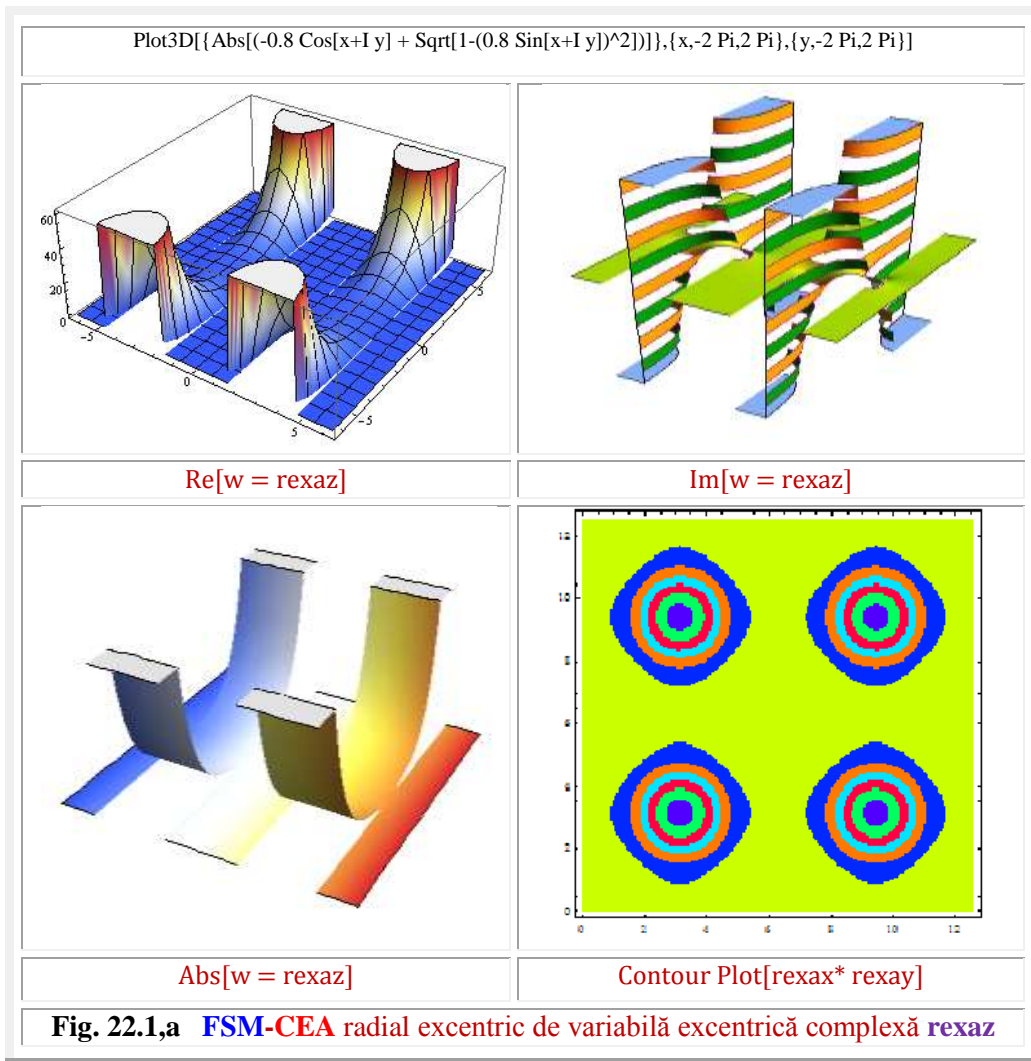 Plot3D[{Abs[(-0.8 Cos[x+I y] + Sqrt[1-(0.8 Sin[x+I y])^2])]},{x,-2 Pi,2 Pi},{y,-2 Pi,2 Pi}]
60
40
20
0
-5
0
5
-5
0
5
Re[w = rexaz]
Im[w = rexaz]
12
10
8
6
4
2
0
0 2 4 6 8 10 12
Abs[w = rexaz]
Contour Plot[rexax* rexay]
Fig. 22.1,a FSM-CEA radial excentric de variabilă excentrică complexă rexaz